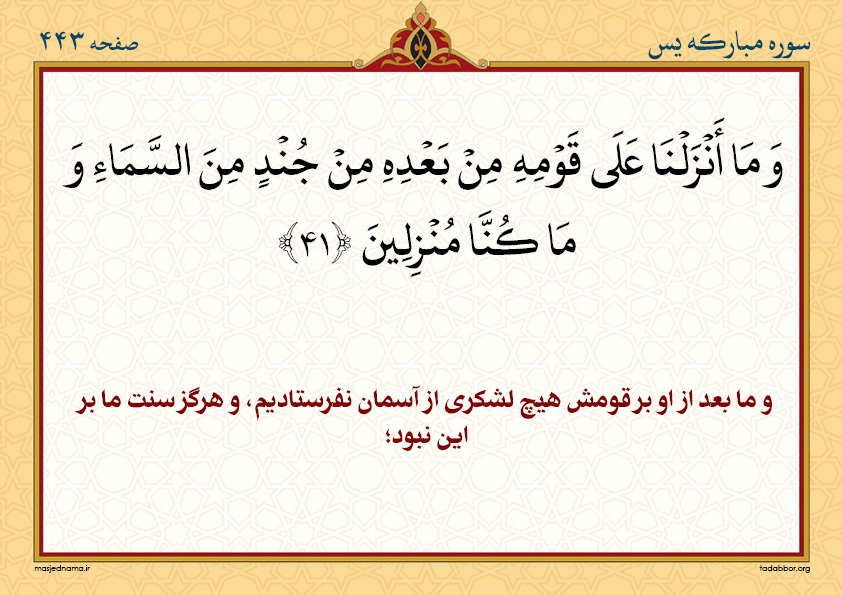 سوره مبارکه یس
صفحه ۴۴۳
وَ مَا أَنْزَلْنَا عَلَى قَوْمِهِ مِنْ بَعْدِهِ مِنْ جُنْدٍ مِنَ السَّمَاءِ وَ
مَا كُنَّا مُنْزِلِينَ ﴿۴۱﴾
و ما بعد از او بر قومش هیچ لشکری از آسمان نفرستادیم، و هرگز سنت ما بر
این نبود؛
masjednama.ir
tadabbor.org